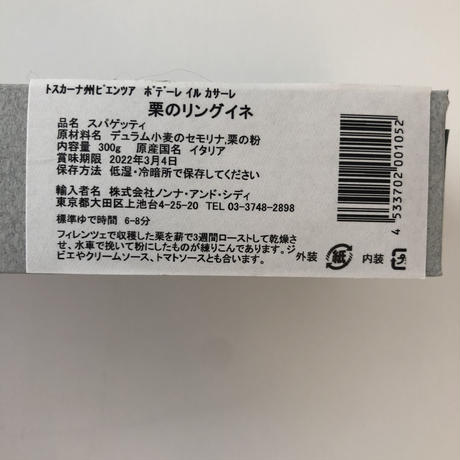 トスカーナ州ピエンツア ポデーレ イル カサーレ
栗のリングイネ
品名 スパゲッティ
原材料名 デュラム小麦のセモリナ,栗の粉
内容量 300g 原産国名 イタリア
賞味期限 2022年3月4日
保存方法 低湿・冷暗所で保存してください
輸入者名 株式会社ノンナ・アンド・シディ
東京都大田区上池台4-25-20 TEL 03-3748-2898
標準ゆで時間 6-8分
フィレンツェで収穫した栗を薪で3週間ローストして乾燥さ
せ、水車で挽いて粉にしたものが練りこんであります。ジ
ビエやクリームソース、トマトソースとも合います。
外装 紙 内装 プラ
4 533702 001052